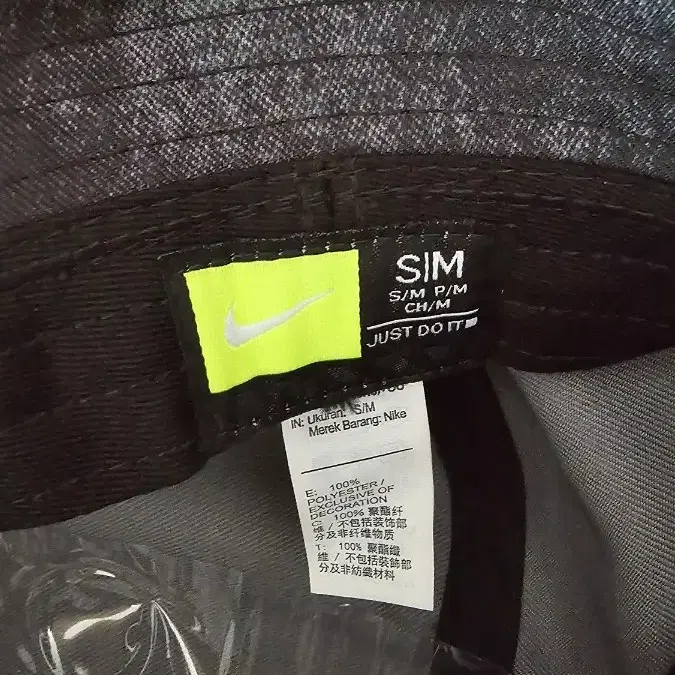 S|M
S/M P/M
CH/M
JUST DO IT
IN: Ukuran: S/M
Merek Barang: Nike
E: 100%
POLYESTER /
EXCLUSIVE OF
DECORATION
C: 100% 聚酯纤
维 / 不包括装饰部
分及非纤维物质
T: 100% 聚酯纖
維 / 不包括裝飾部
分及非紡織材料